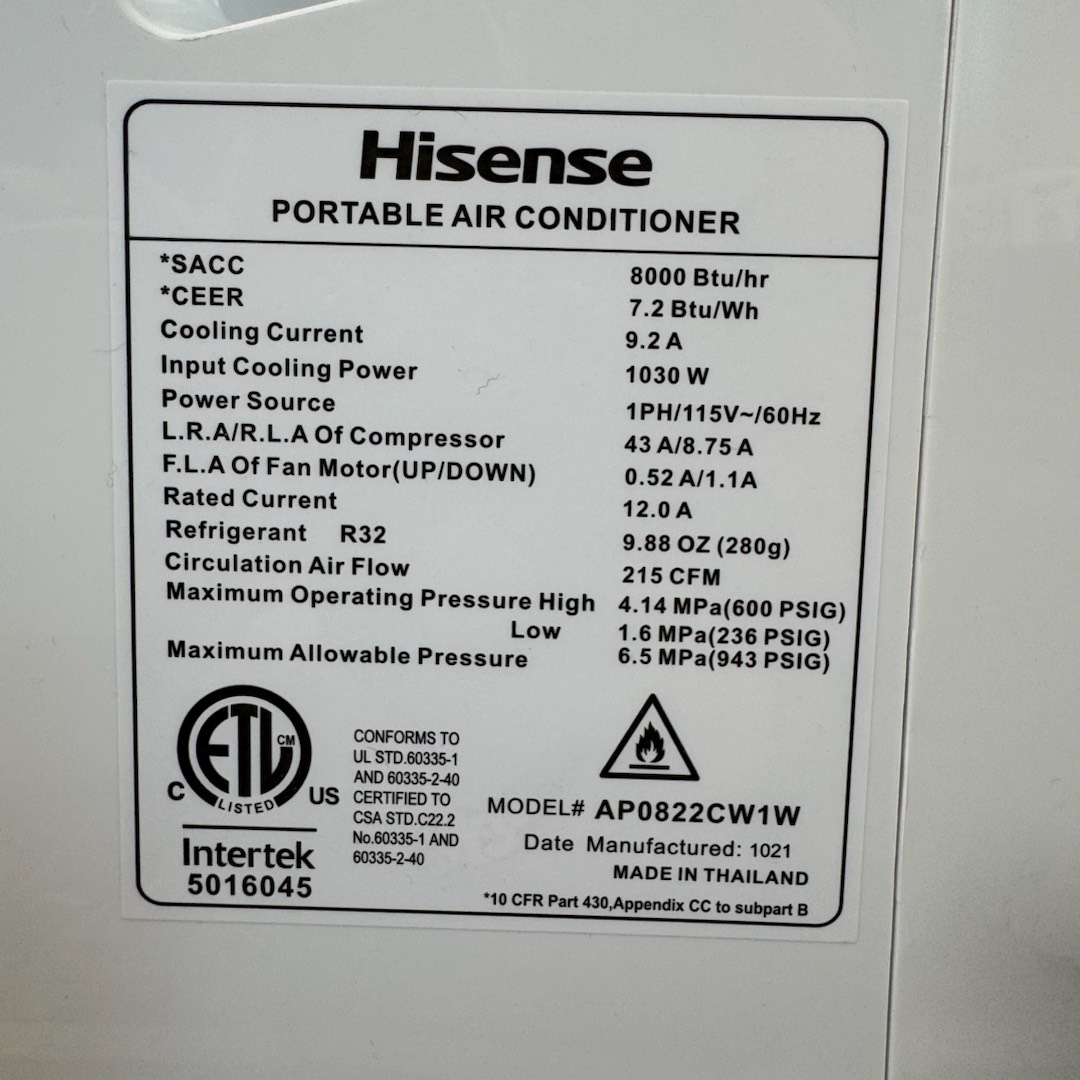 Hisense
PORTABLE AIR CONDITIONER
*SACC 8000 Btu/hr
*CEER 7.2 Btu/Wh
Cooling Current 9.2 A
Input Cooling Power 1030 W
Power Source 1PH/115V~/60Hz
L.R.A/R.L.A Of Compressor 43 A/8.75 A
F.L.A Of Fan Motor(UP/DOWN) 0.52 A/1.1A
Rated Current 12.0 A
Refrigerant R32 9.88 OZ (280g)
Circulation Air Flow 215 CFM
Maximum Operating Pressure High 4.14 MPa(600 PSIG)
Low 1.6 MPa(236 PSIG)
Maximum Allowable Pressure 6.5 MPa(943 PSIG)
ETL CM
LISTED
C US
Intertek
5016045
CONFORMS TO
UL STD.60335-1
AND 60335-2-40
CERTIFIED TO
CSA STD.C22.2
No.60335-1 AND
60335-2-40
MODEL# AP0822CW1W
Date Manufactured: 1021
MADE IN THAILAND
*10 CFR Part 430,Appendix CC to subpart B